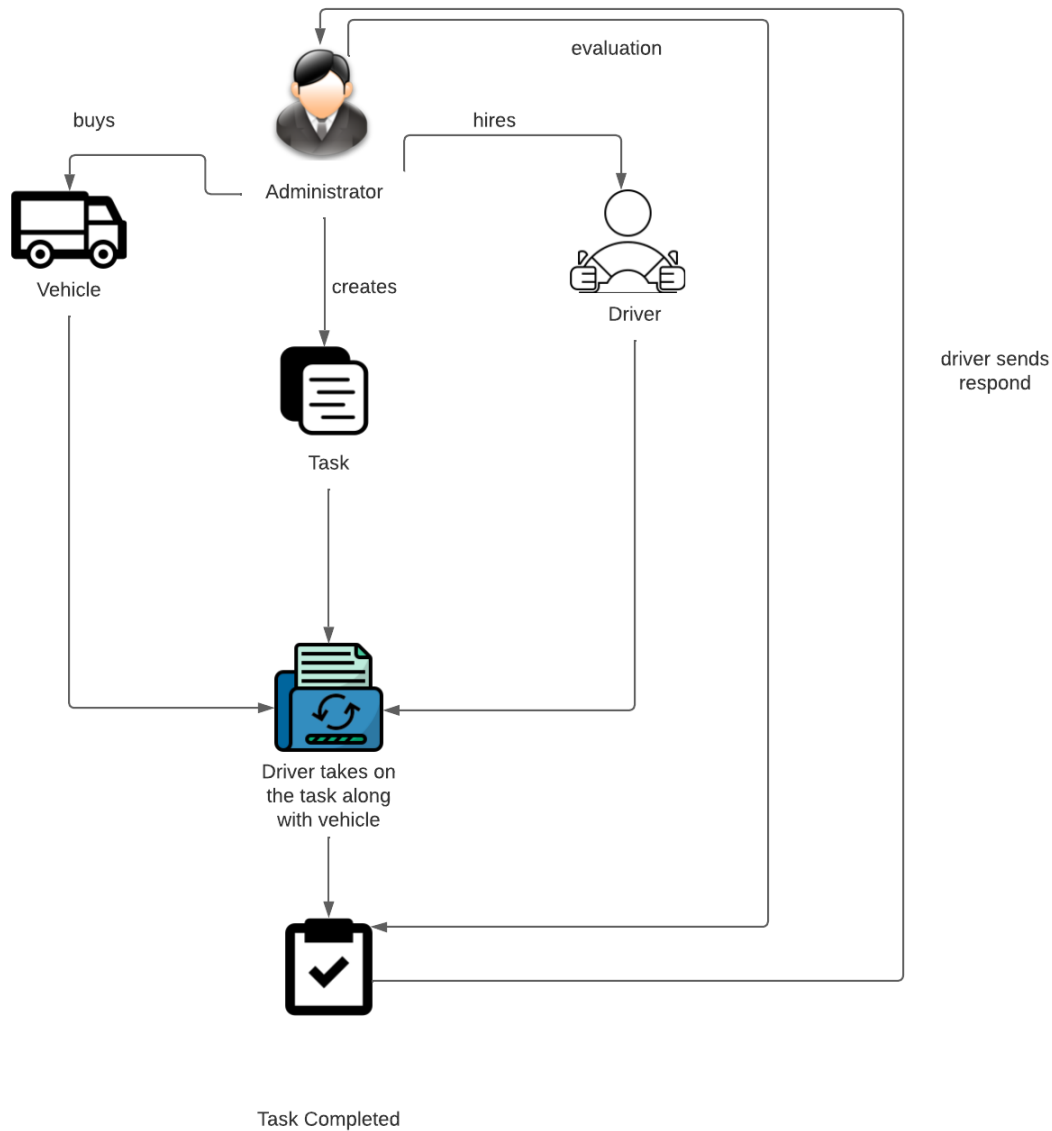 evaluation
buys
hires
Administrator
creates
Vehicle
Driver
driver sends
respond
Task
Driver takes on
the task along
with vehicle
Task Completed